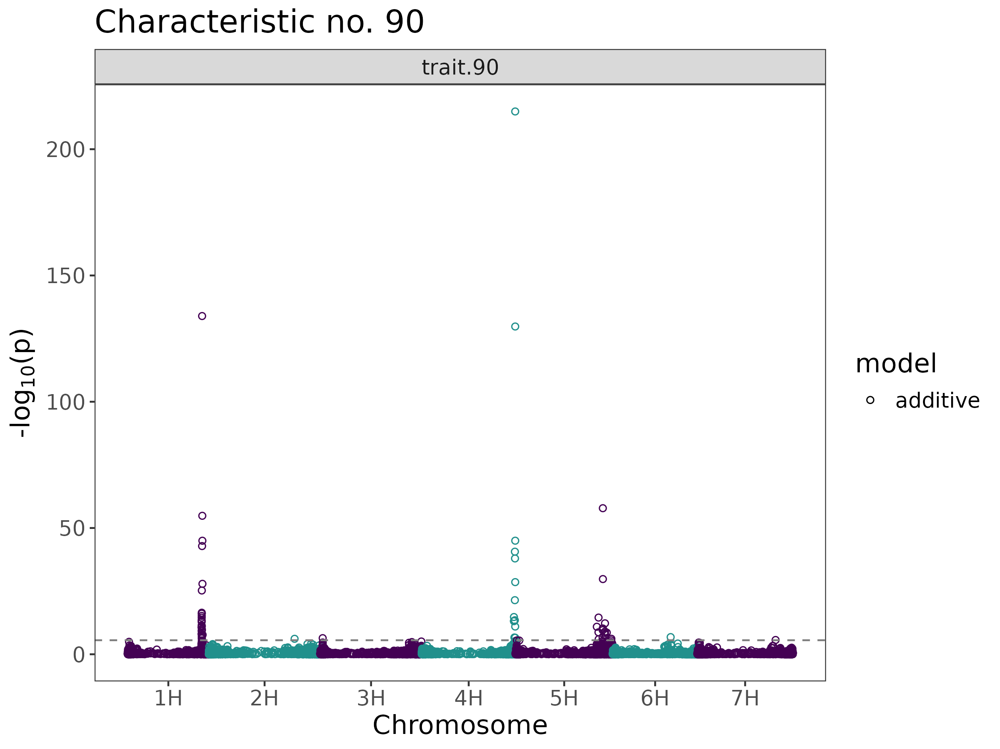 Characteristic no. 90
trait.90
200
150
100
50
0
-log10(p)
1H 2H 3H 4H 5H 6H 7H
Chromosome
model
additive